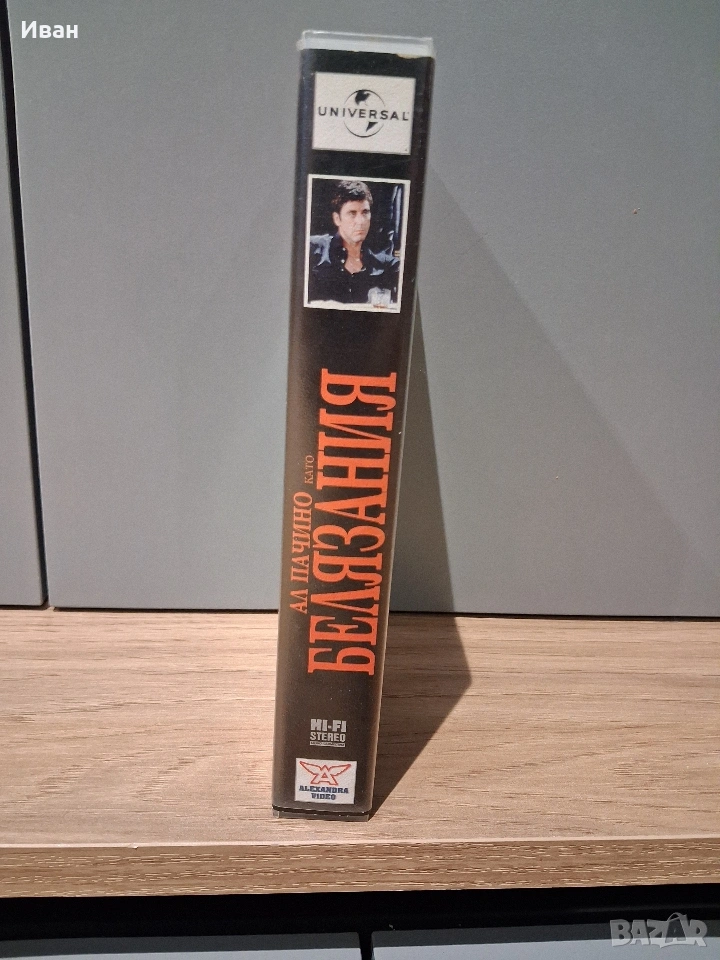 Иван
UNIVERSAL
АЛ ПАЧИНО
КАТО
БЕЛЯЗАНИЯ
HI-FI
STEREO
ALEXANDRA
VIDEO
BAZAR